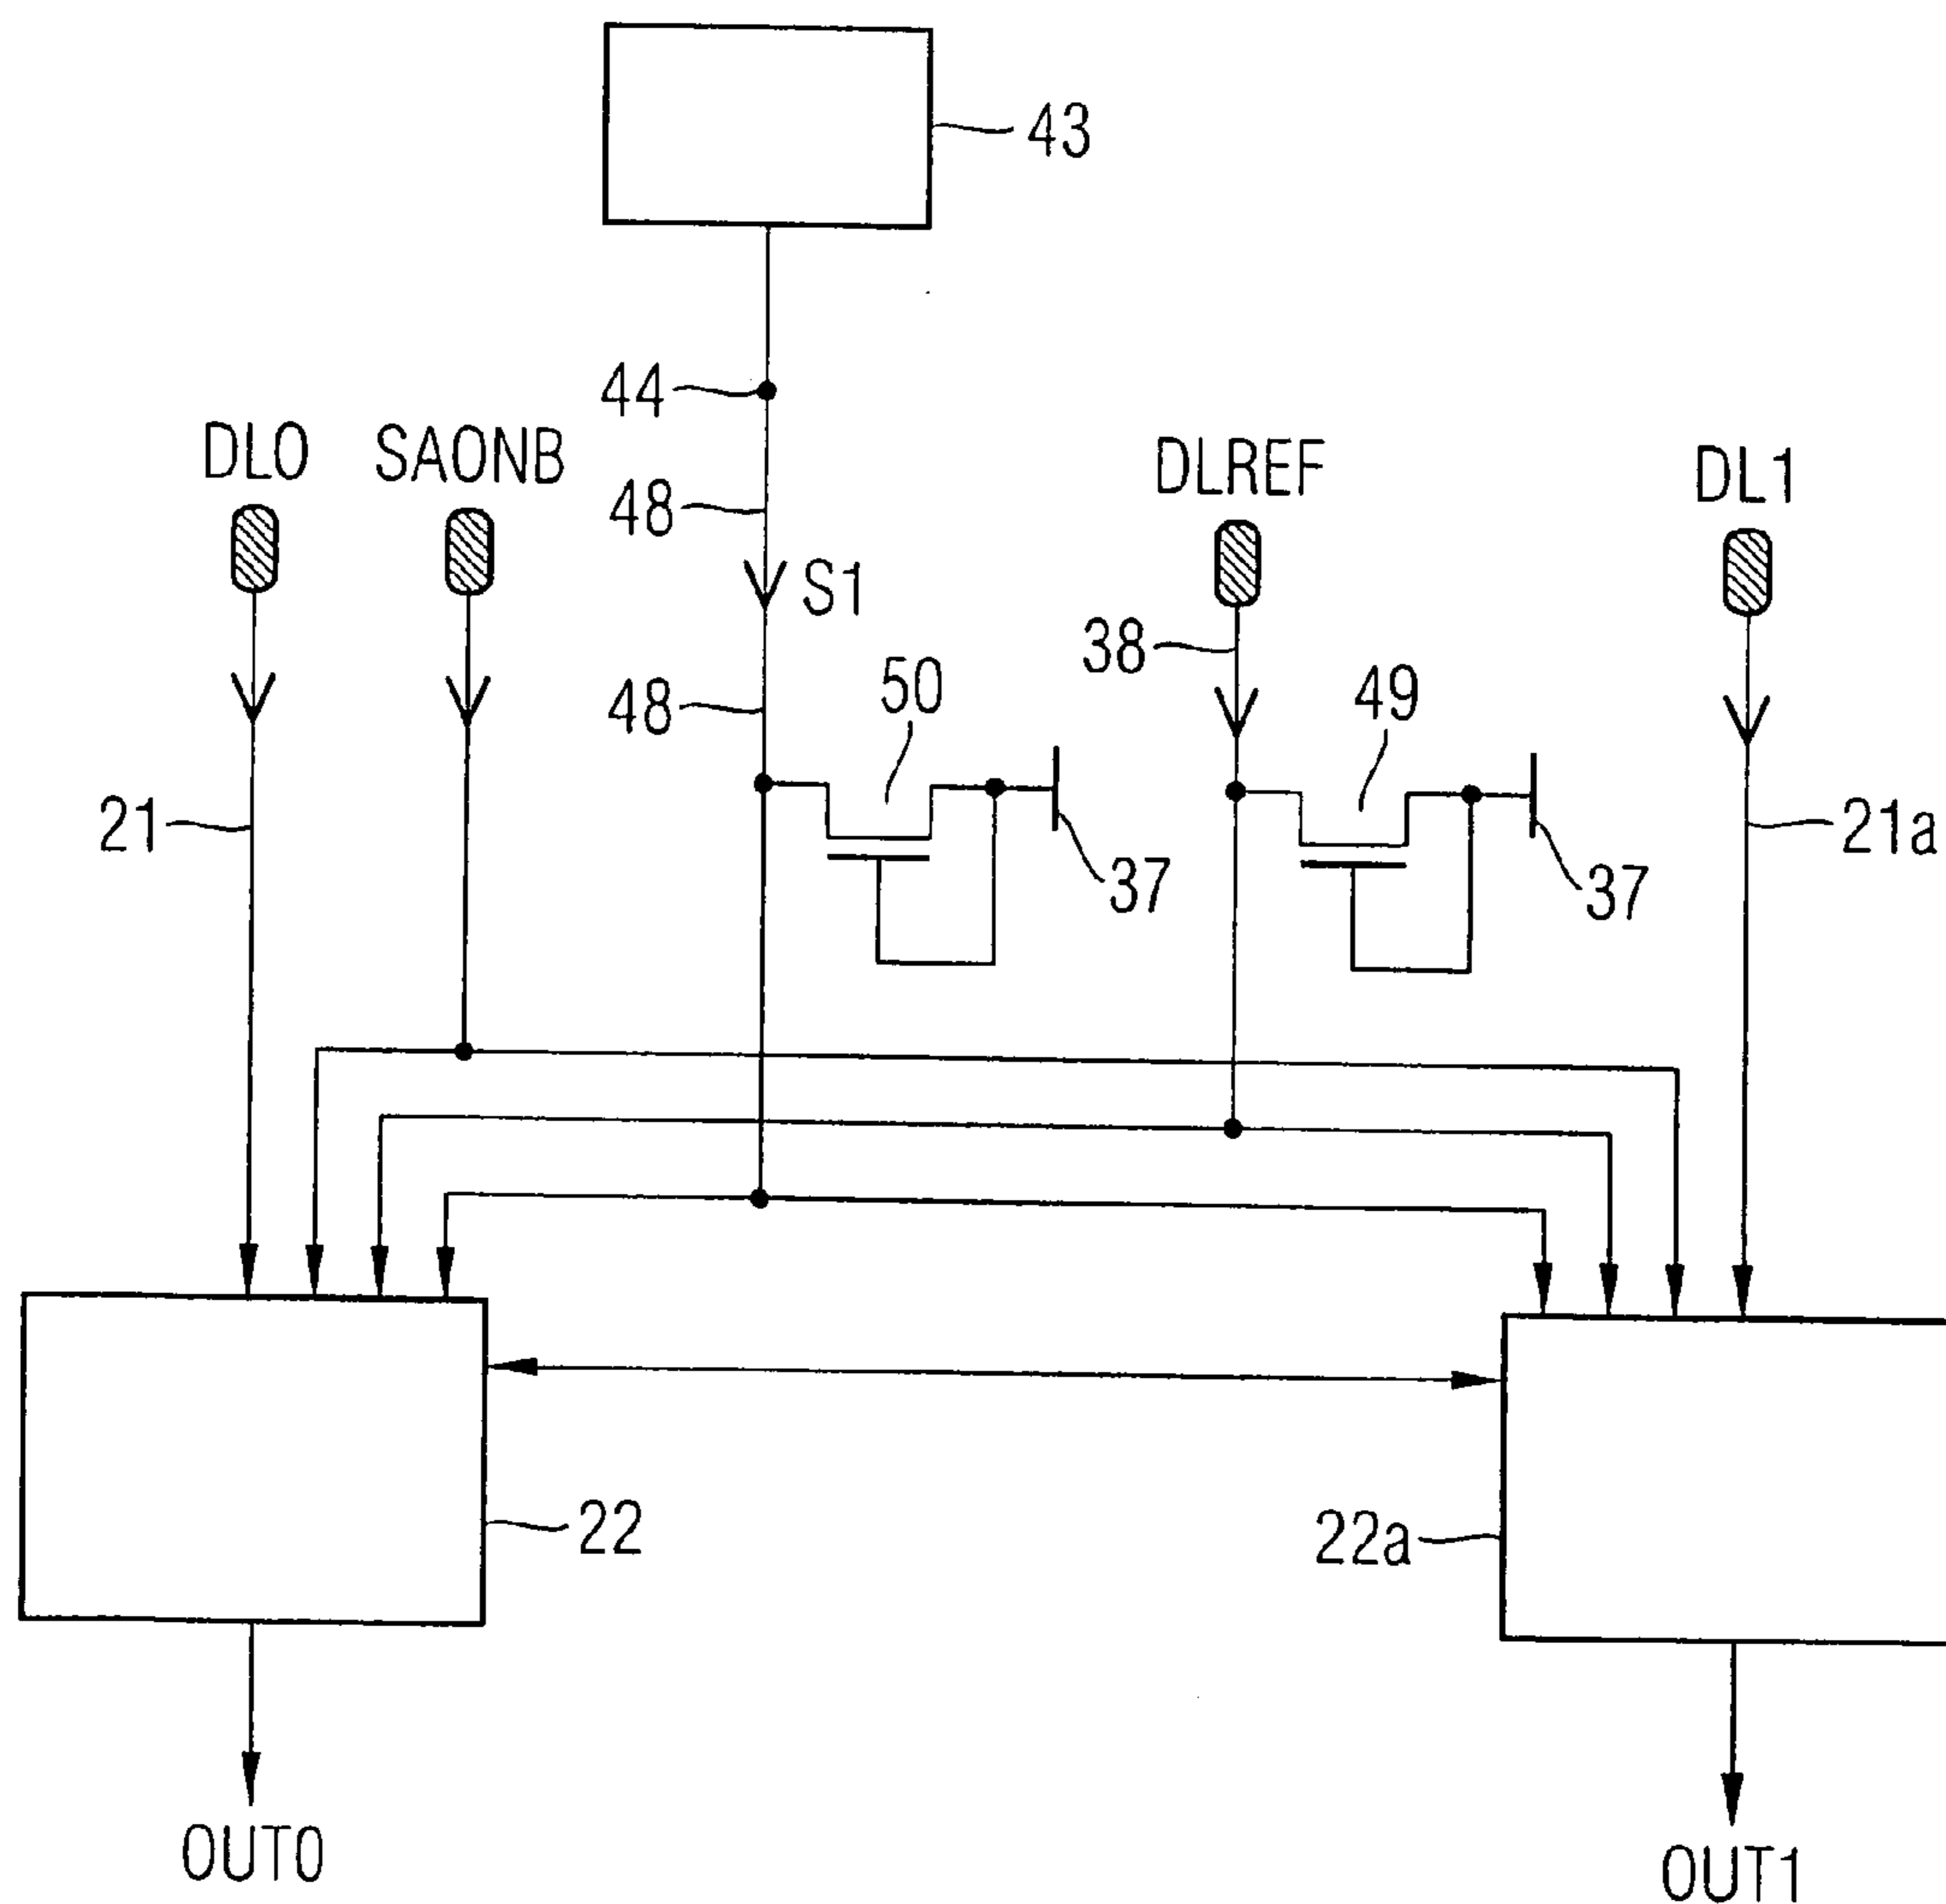 43
44
DL0 SAONB 48 DLREF DL1
S1
38
48 50 49
21 37 37 21a
22 22a
OUT0 OUT1